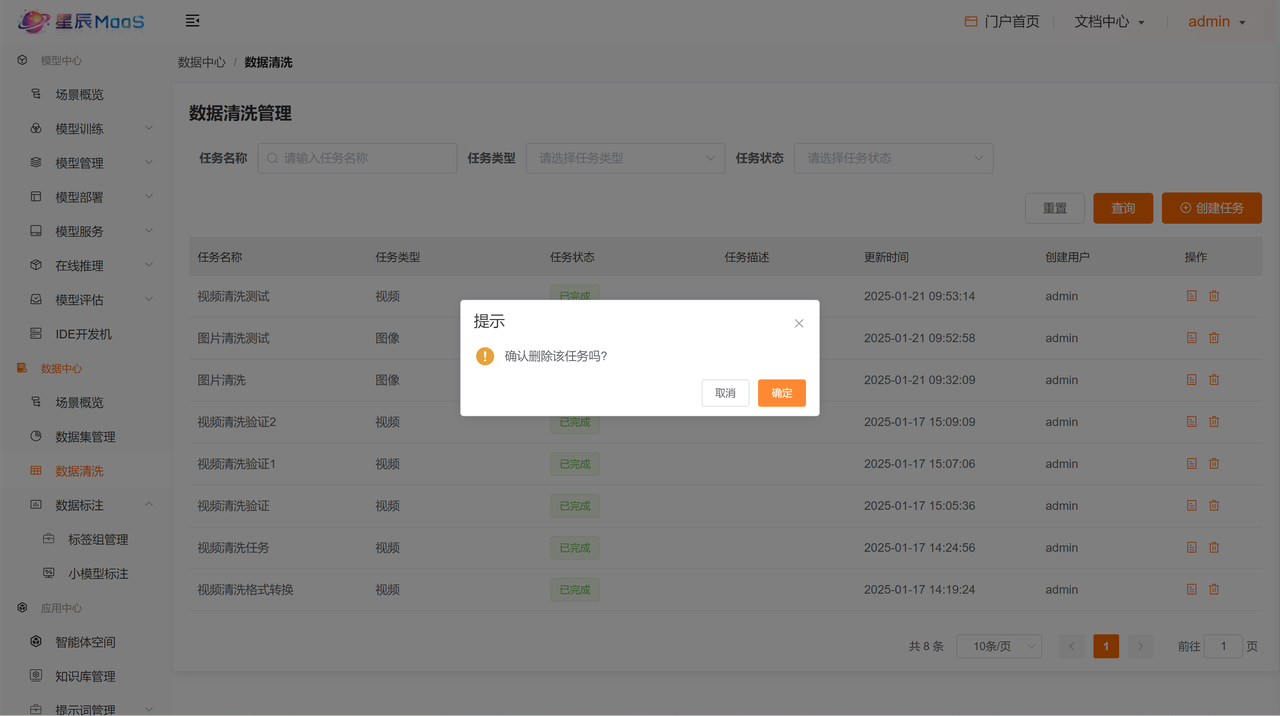 星辰MaaS
门户首页 文档中心 admin
模型中心
场景概览
模型训练
模型管理
模型部署
模型服务
在线推理
模型评估
IDE开发机
数据中心
场景概览
数据集管理
数据清洗
数据标注
标签组管理
小模型标注
应用中心
智能体空间
知识库管理
提示词管理
数据中心 / 数据清洗
数据清洗管理
任务名称 请输入任务名称 任务类型 请选择任务类型 任务状态 请选择任务状态
重置 查询 创建任务
任务名称 任务类型 任务状态 任务描述 更新时间 创建用户 操作
视频清洗测试 视频 已完成 2025-01-21 09:53:14 admin
图片清洗测试 图像 2025-01-21 09:52:58 admin
图片清洗 图像 2025-01-21 09:32:09 admin
视频清洗验证2 视频 已完成 2025-01-17 15:09:09 admin
视频清洗验证1 视频 已完成 2025-01-17 15:07:06 admin
视频清洗验证 视频 已完成 2025-01-17 15:05:36 admin
视频清洗任务 视频 已完成 2025-01-17 14:24:56 admin
视频清洗格式转换 视频 已完成 2025-01-17 14:19:24 admin
共 8 条 10条/页 1 前往 1 页
提示
确认删除该任务吗?
取消 确定